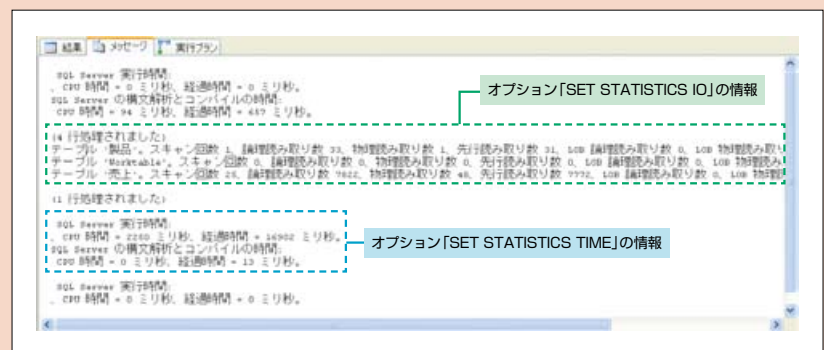 結果 メッセージ 実行プラン
SQL Server 実行時間:
、CPU 時間 = 0 ミリ秒、経過時間 = 0 ミリ秒。
SQL Server の構文解析とコンパイルの時間:
CPU 時間 = 94 ミリ秒、経過時間 = 657 ミリ秒。
オプション「SET STATISTICS IO」の情報
(4 行処理されました)
テーブル '製品'。スキャン回数 1、論理読み取り数 33、物理読み取り数 1、先行読み取り数 31、LOB 論理読み取り数 0、LOB 物理読み取り
テーブル 'Worktable'。スキャン回数 0、論理読み取り数 0、物理読み取り数 0、先行読み取り数 0、LOB 論理読み取り数 0、LOB 物理読み取
テーブル '売上'。スキャン回数 25、論理読み取り数 7822、物理読み取り数 48、先行読み取り数 7772、LOB 論理読み取り数 0、LOB 物理
(1 行処理されました)
SQL Server 実行時間:
、CPU 時間 = 2260 ミリ秒、経過時間 = 16902 ミリ秒。
SQL Server の構文解析とコンパイルの時間:
CPU 時間 = 0 ミリ秒、経過時間 = 13 ミリ秒。
オプション「SET STATISTICS TIME」の情報
SQL Server 実行時間:
、CPU 時間 = 0 ミリ秒、経過時間 = 0 ミリ秒。